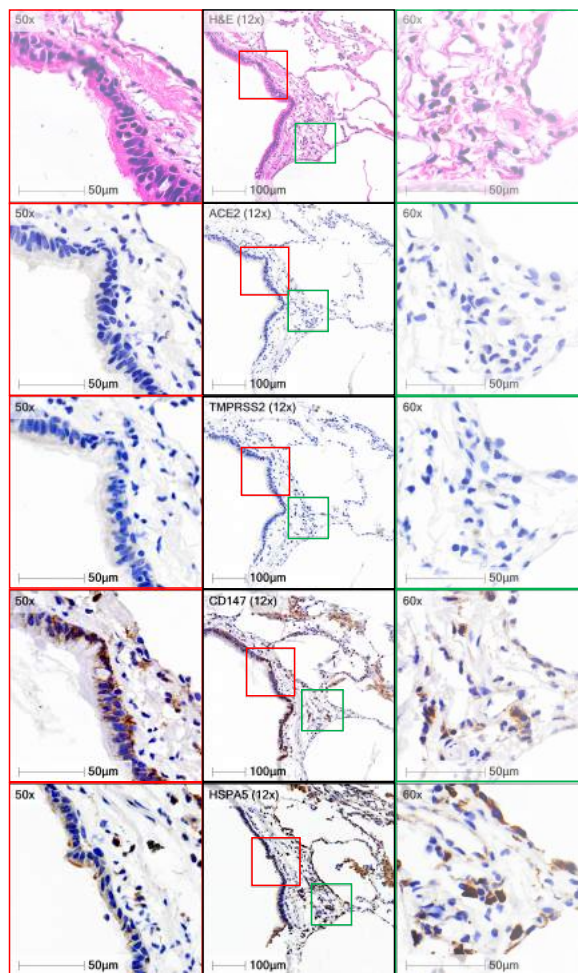 50x H&E (12x) 60x
50µm 100µm 50µm
50x ACE2 (12x) 60x
50µm 100µm 50µm
50x TMPRSS2 (12x) 60x
50µm 100µm 50µm
50x CD147 (12x) 60x
50µm 100µm 50µm
50x HSPA5 (12x) 60x
50µm 100µm 50µm